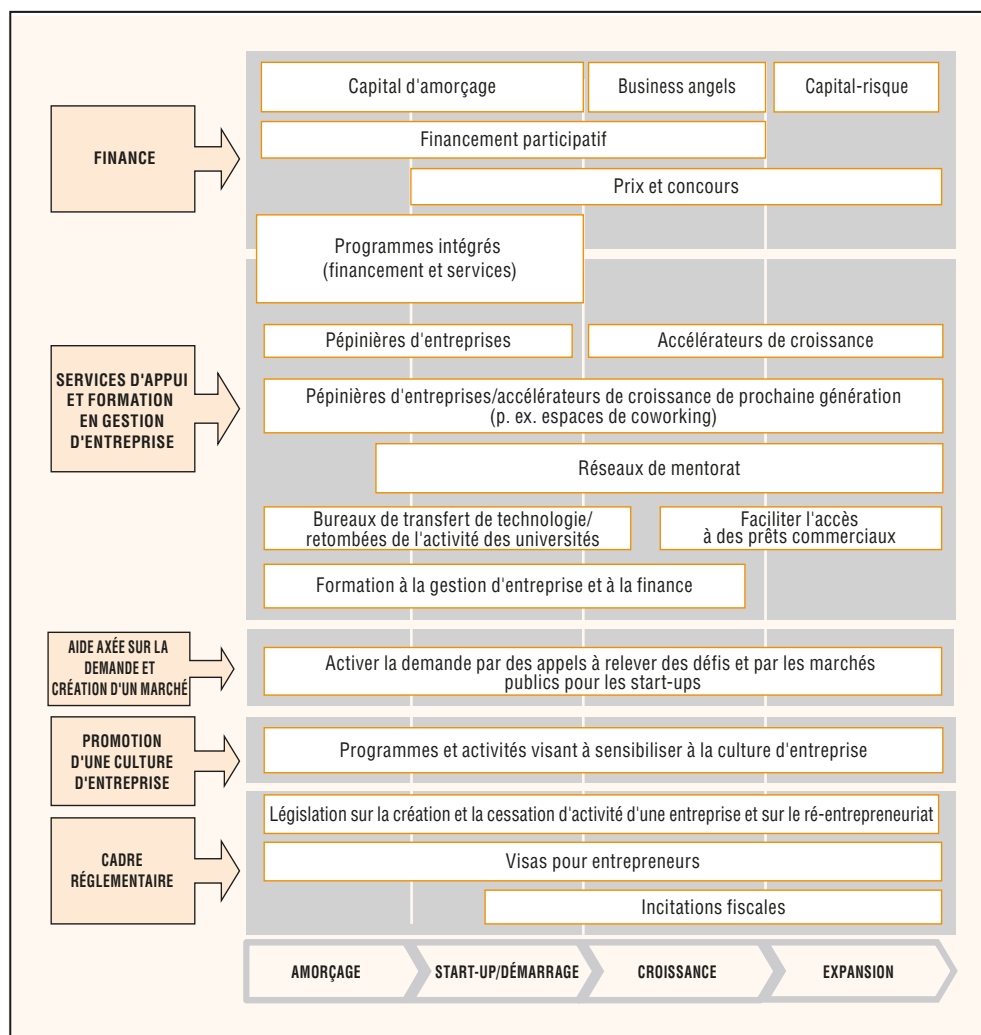 Capital d'amorçage
Business angels
Capital-risque
FINANCE
Financement participatif
Prix et concours
Programmes intégrés
(financement et services)
SERVICES D'APPUI
ET FORMATION
EN GESTION
D'ENTREPRISE
Pépinières d'entreprises
Accélérateurs de croissance
Pépinières d'entreprises/accélérateurs de croissance de prochaine génération
(p. ex. espaces de coworking)
Réseaux de mentorat
Bureaux de transfert de technologie/
retombées de l'activité des universités
Faciliter l'accès
à des prêts commerciaux
Formation à la gestion d'entreprise et à la finance
AIDE AXÉE SUR LA
DEMANDE ET
CRÉATION D'UN MARCHÉ
Activer la demande par des appels à relever des défis et par les marchés
publics pour les start-ups
PROMOTION
D'UNE CULTURE
D'ENTREPRISE
Programmes et activités visant à sensibiliser à la culture d'entreprise
CADRE
RÉGLEMENTAIRE
Législation sur la création et la cessation d'activité d'une entreprise et sur le ré-entrepreneuriat
Visas pour entrepreneurs
Incitations fiscales
AMORÇAGE
START-UP/DÉMARRAGE
CROISSANCE
EXPANSION